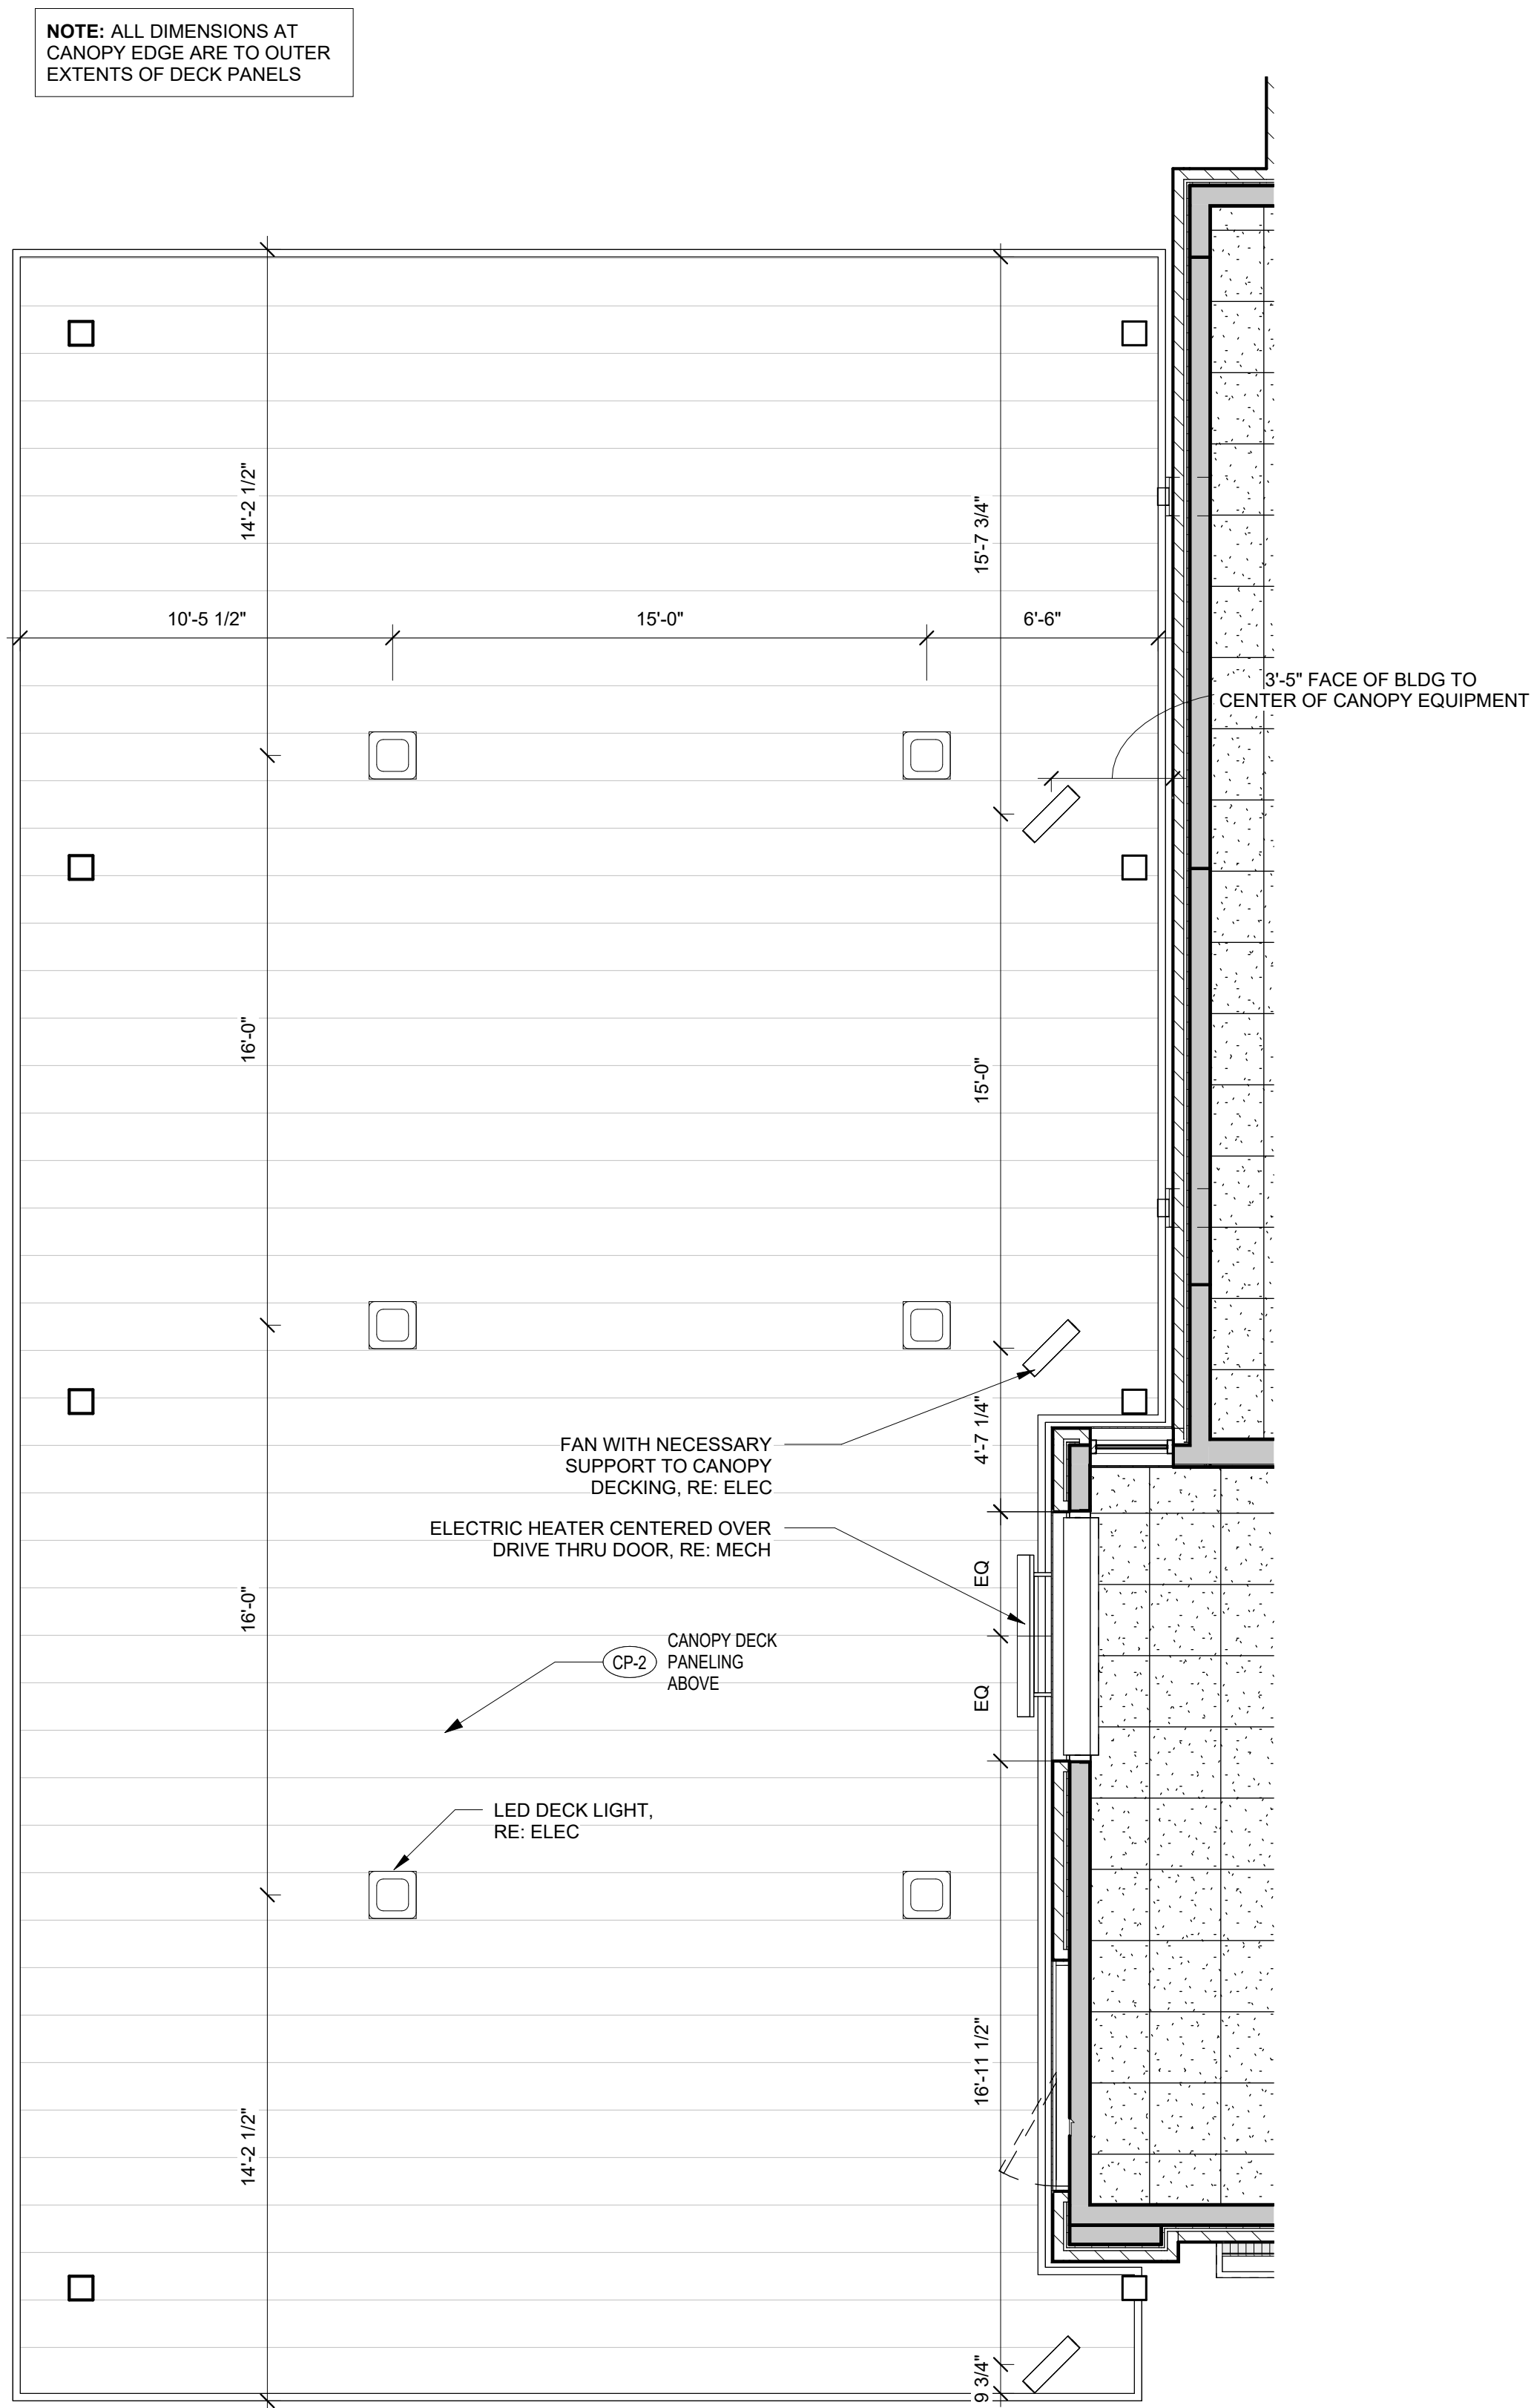 NOTE: ALL DIMENSIONS AT
CANOPY EDGE ARE TO OUTER
EXTENTS OF DECK PANELS
14'-2 1/2"
15'-7 3/4"
10'-5 1/2"
15'-0"
6'-6"
3'-5" FACE OF BLDG TO
CENTER OF CANOPY EQUIPMENT
16'-0"
15'-0"
4'-7 1/4"
FAN WITH NECESSARY
SUPPORT TO CANOPY
DECKING, RE: ELEC
ELECTRIC HEATER CENTERED OVER
DRIVE THRU DOOR, RE: MECH
EQ
16'-0"
CP-2
CANOPY DECK
PANELING
ABOVE
EQ
LED DECK LIGHT,
RE: ELEC
16'-11 1/2"
14'-2 1/2"
9 3/4"